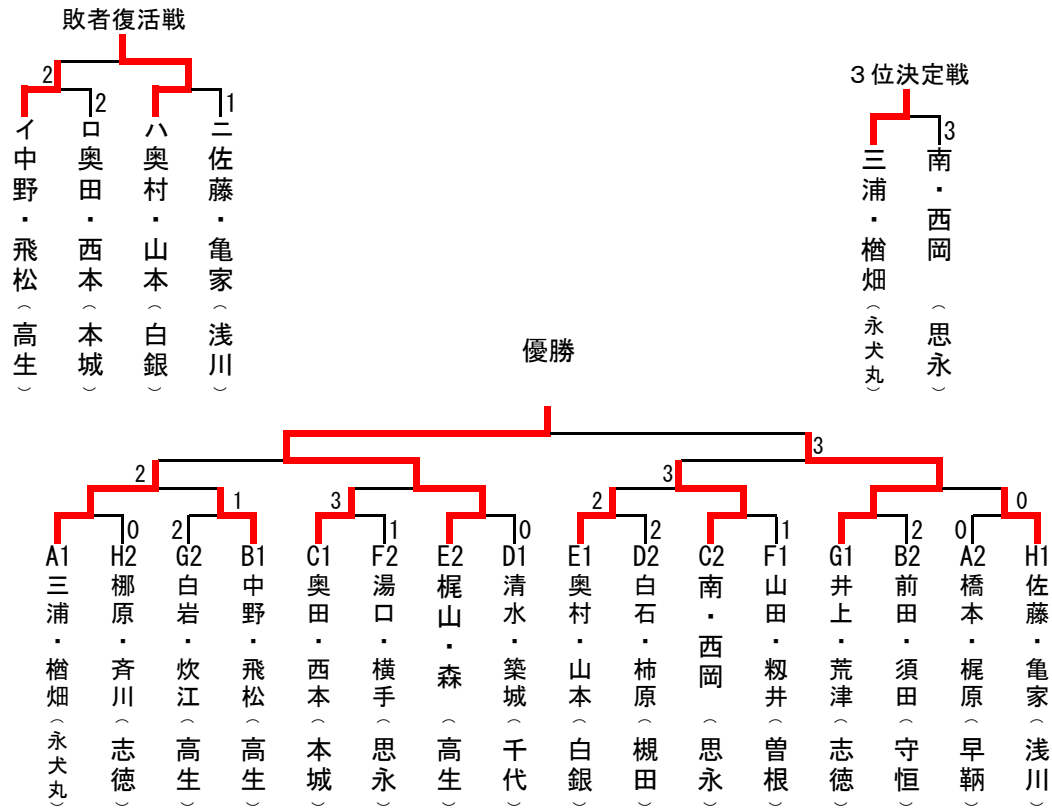 敗者復活戦
2
2
1
イ中野・飛松(高生)
ロ奥田・西本(本城)
ハ奥村・山本(白銀)
ニ佐藤・亀家(浅川)
3位決定戦
3
三浦・楢畑(永犬丸)
南・西岡(思永)
優勝
3
2
3
1
3
2
0
0
2
1
0
2
1
2
0
A1
H2
G2
B1
C1
F2
E2
D1
E1
D2
C2
F1
G1
B2
A2
H1
三浦・楢畑(永犬丸)
梛原・斉川(志徳)
白岩・炊江(高生)
中野・飛松(高生)
奥田・西本(本城)
湯口・横手(思永)
梶山・森(高生)
清水・築城(千代)
奥村・山本(白銀)
白石・柿原(槻田)
南・西岡(思永)
山田・籾井(曽根)
井上・荒津(志徳)
前田・須田(守恒)
橋本・梶原(早鞆)
佐藤・亀家(浅川)